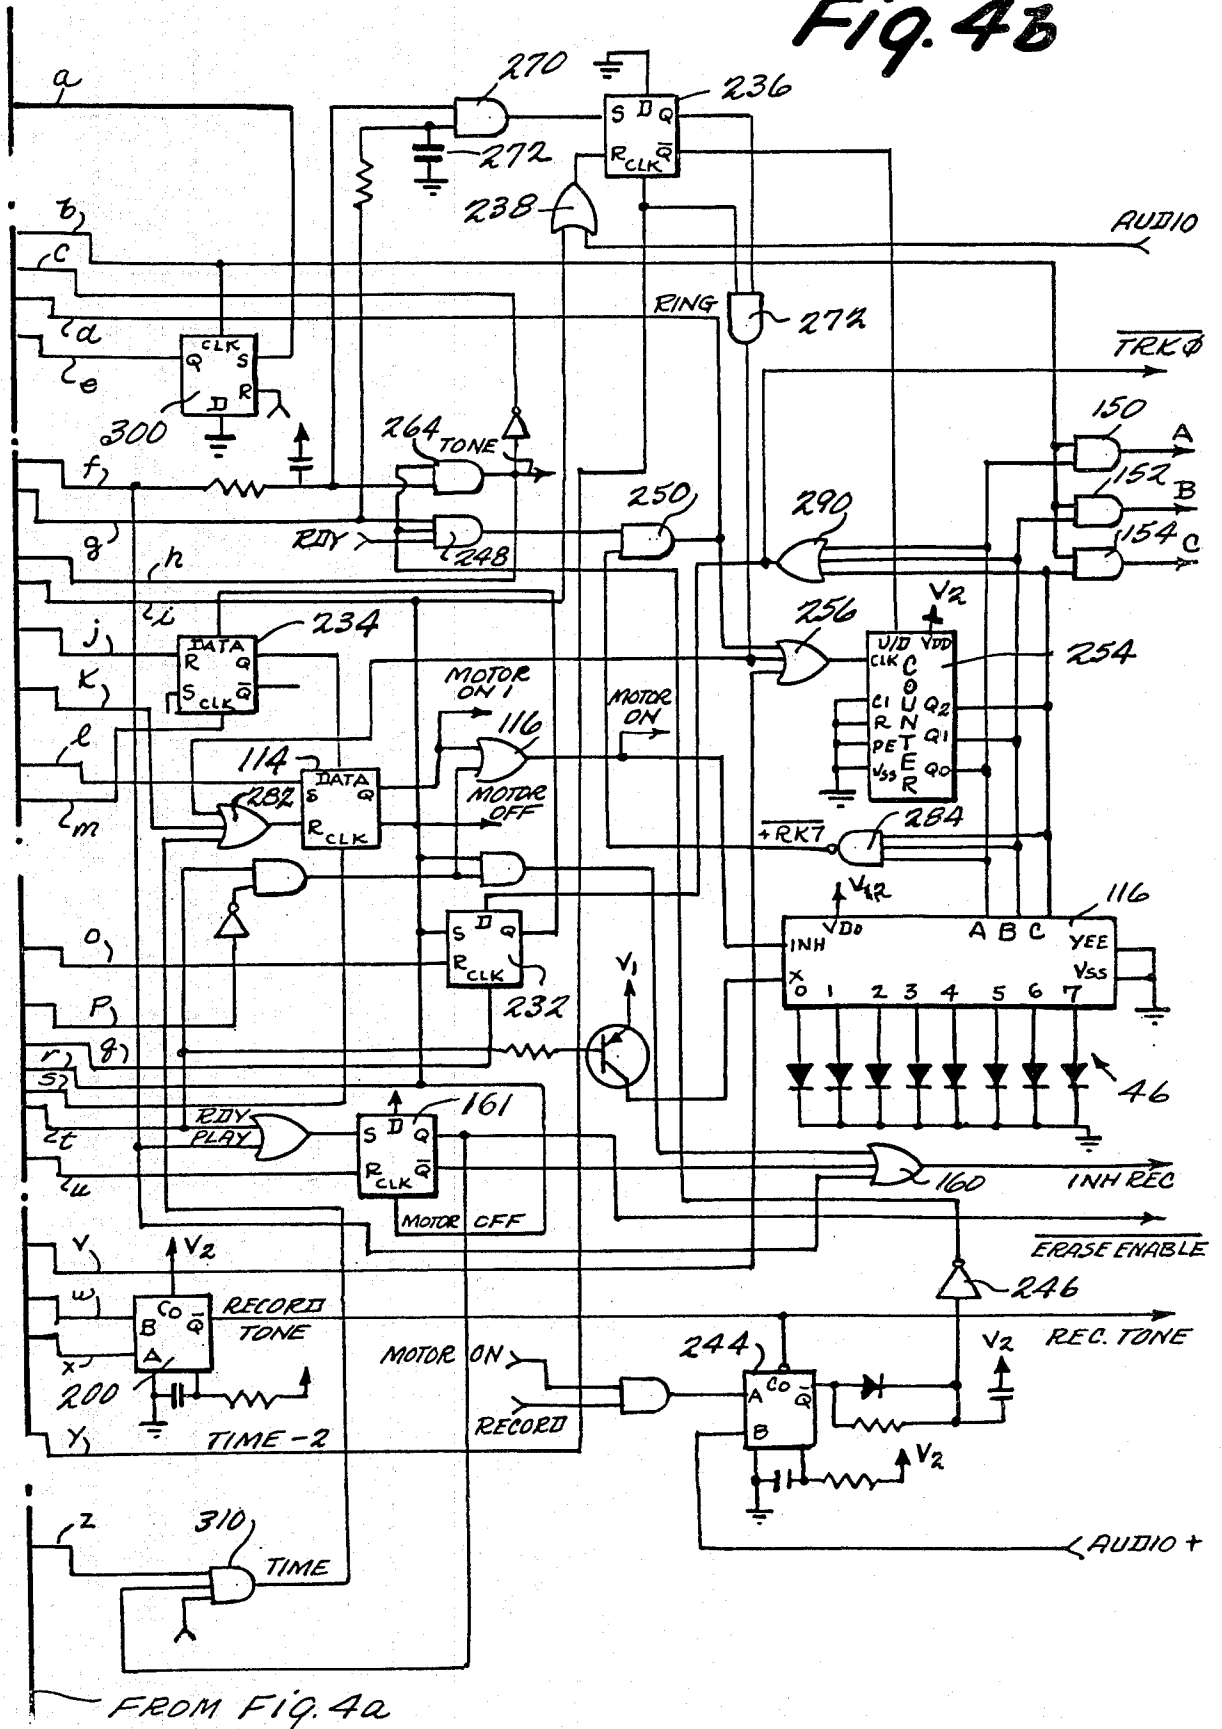 Fig. 4B
a
270
236
S D Q
R CLK Q̅
272
238
AUDIO
b
c
d
e
RING
272
TRK0
CLK
Q S
R
D
300
150
A
152
B
154
C
264
TONE
f
g
RDY
248
250
290
h
i
j
234
DATA
R Q
S Q̅
CLK
256
V2
U/D VDD
CLK
COUNTER
254
CI
R
PE
VSS
Q2
Q1
Q0
K
MOTOR ON 1
MOTOR ON
116
l
m
114
282
DATA
S Q
R CLK
MOTOR OFF
+RK7
284
V12
116
VDD
A B C
INH
YEE
X
VSS
0 1 2 3 4 5 6 7
46
S D Q
R CLK
232
V1
o
P
q
r
s
t
RDY
PLAY
161
S D Q
R CLK Q̅
u
MOTOR OFF
160
INH REC
ERASE ENABLE
v
V2
w
CO
B Q̅
A
RECORD TONE
246
REC. TONE
x
200
MOTOR ON
RECORD
244
CO
A Q̅
B
V2
V2
Y
TIME-2
AUDIO +
z
310
TIME
FROM Fig. 4a